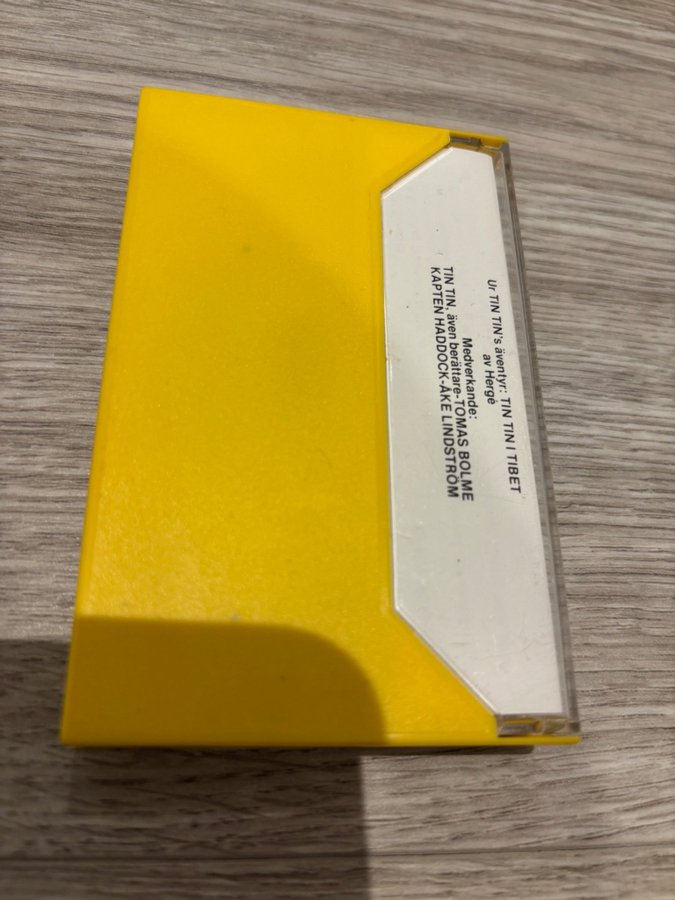 Ur TIN TIN's äventyr: TIN TIN I TIBET
av Hergé
Medverkande:
TIN TIN, även berättare-TOMAS BOLME
KAPTEN HADDOCK-ÅKE LINDSTRÖM